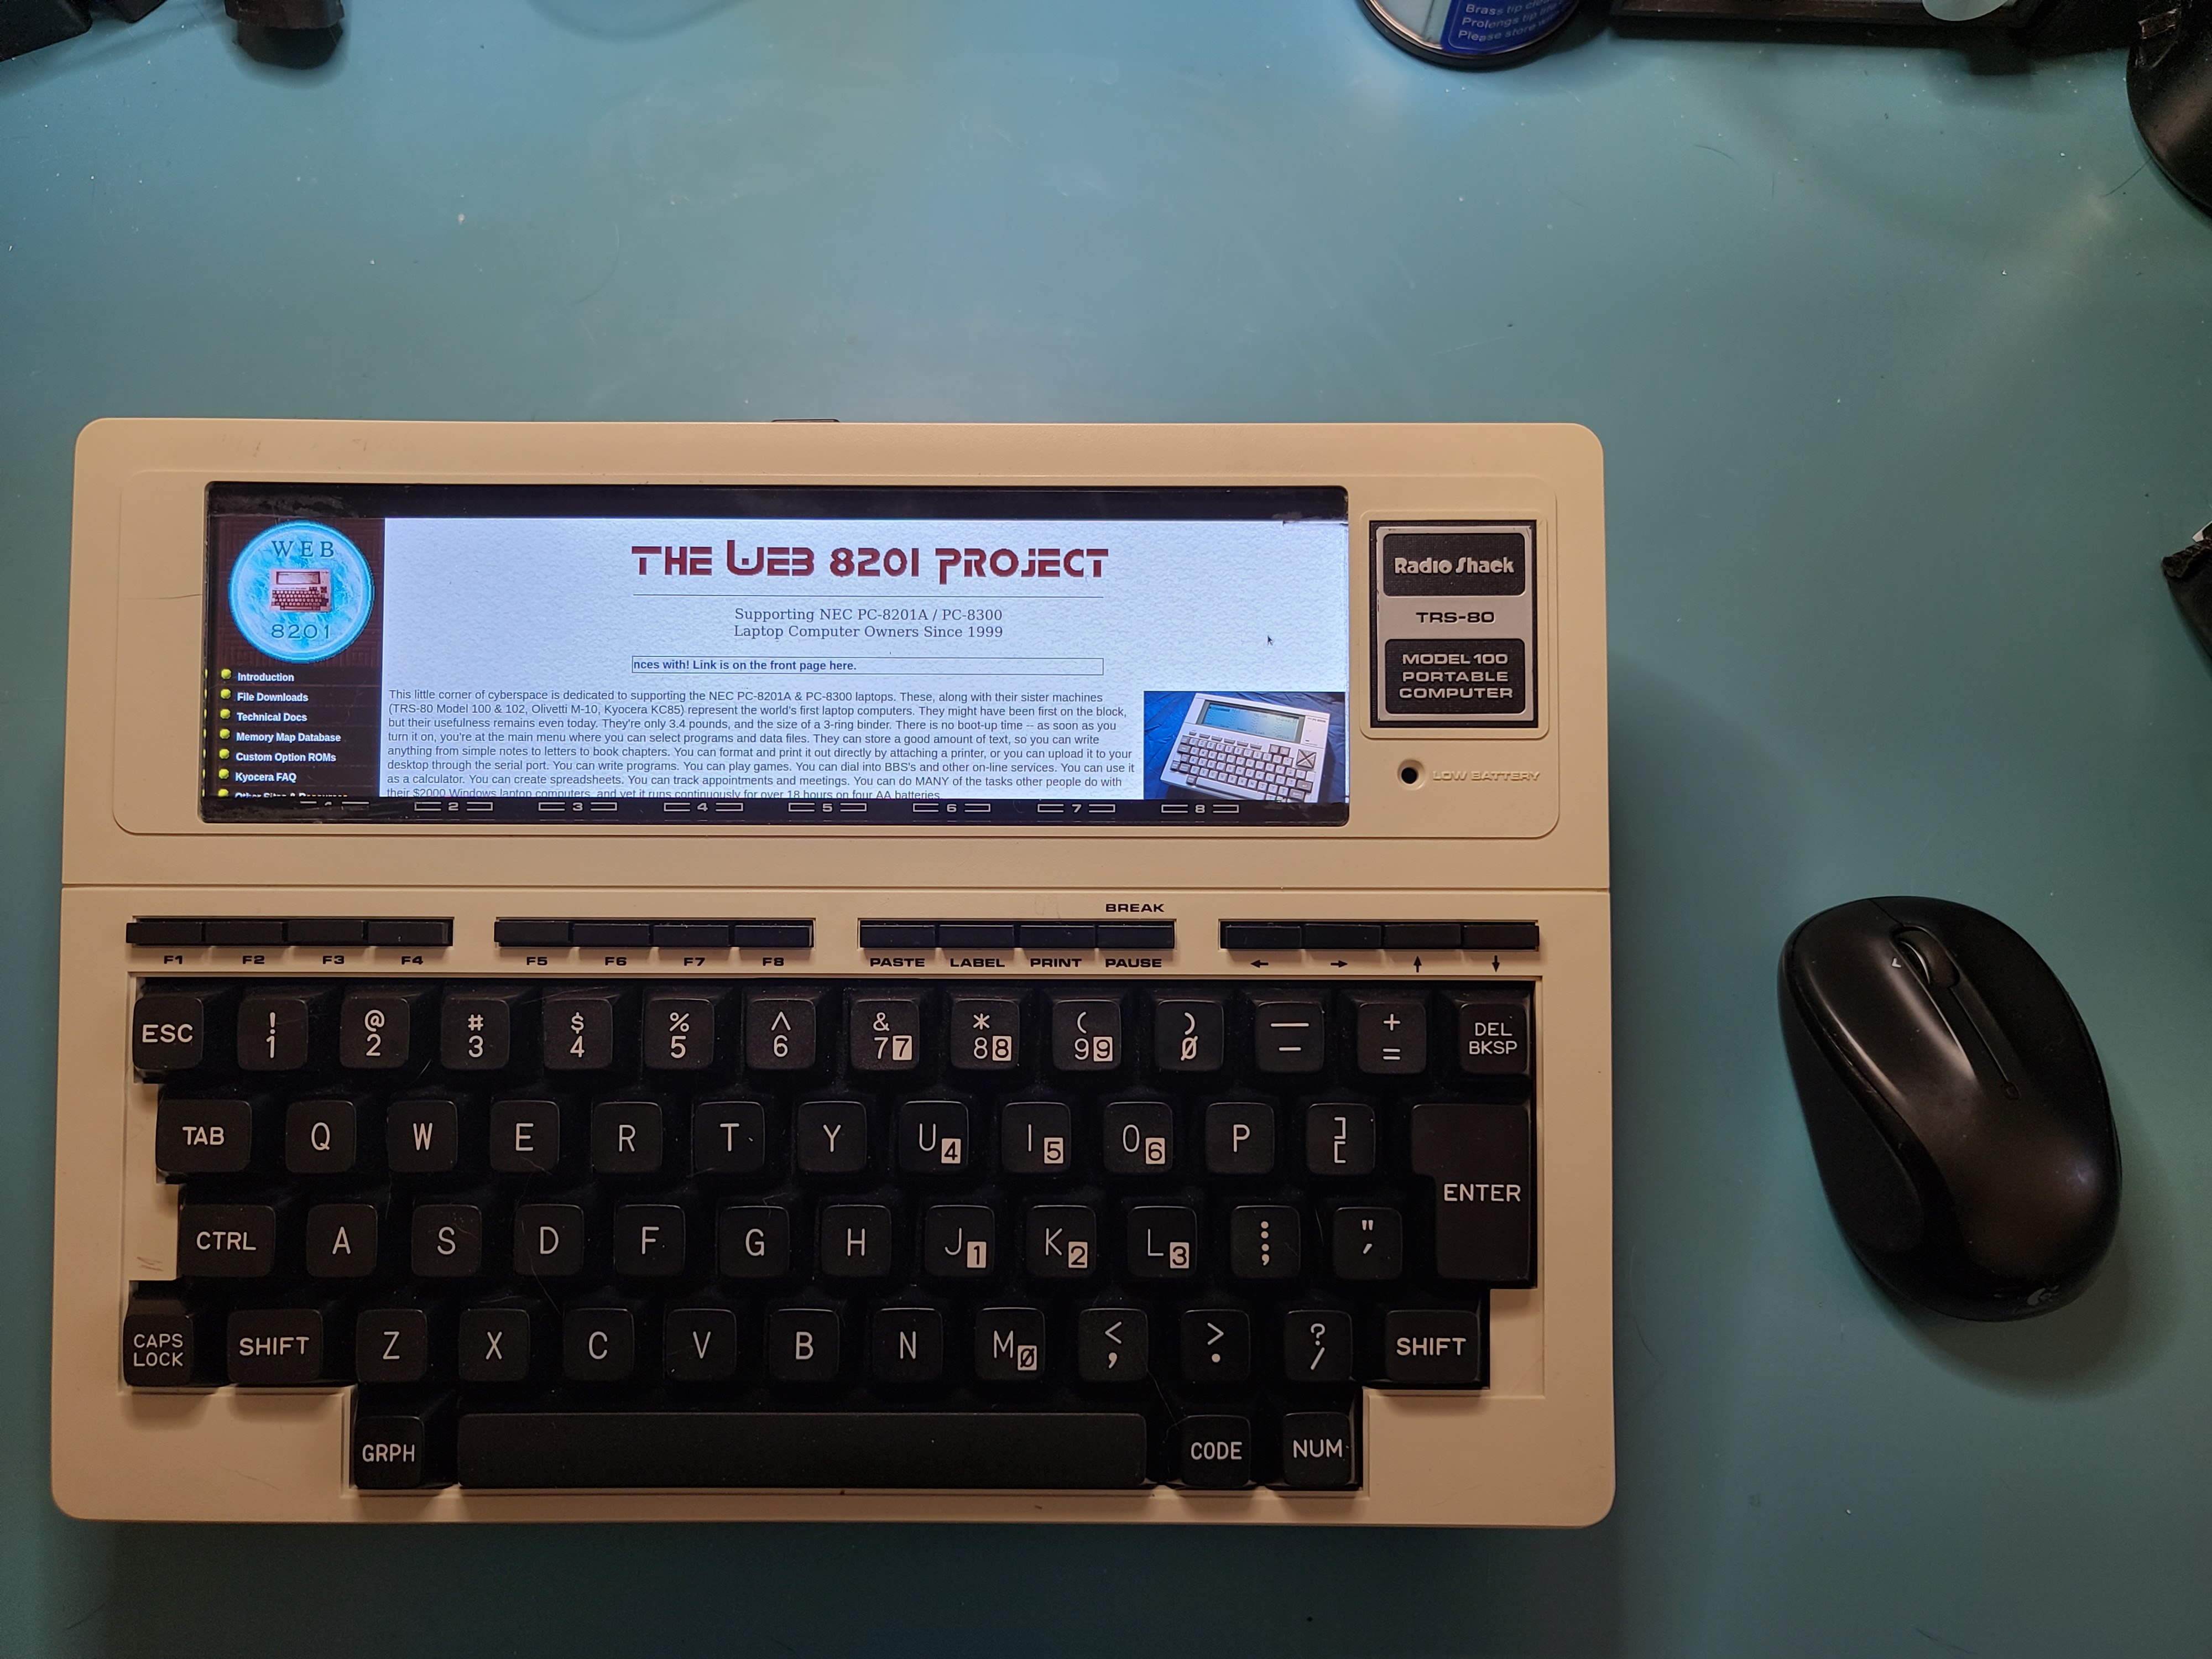 Brass tip
Prolongs tip life
Please store
WEB
8201
THE WEB 8201 PROJECT
Supporting NEC PC-8201A / PC-8300
Laptop Computer Owners Since 1999
nces with! Link is on the front page here.
Introduction
File Downloads
Technical Docs
Memory Map Database
Custom Option ROMs
Kyocera FAQ
This little corner of cyberspace is dedicated to supporting the NEC PC-8201A & PC-8300 laptops. These, along with their sister machines
(TRS-80 Model 100 & 102, Olivetti M-10, Kyocera KC85) represent the world's first laptop computers. They might have been first on the block,
but their usefulness remains even today. They're only 3.4 pounds, and the size of a 3-ring binder. There is no boot-up time -- as soon as you
turn it on, you're at the main menu where you can select programs and data files. They can store a good amount of text, so you can write
anything from simple notes to letters to book chapters. You can format and print it out directly by attaching a printer, or you can upload it to your
desktop through the serial port. You can write programs. You can play games. You can dial into BBS's and other on-line services. You can use it
as a calculator. You can create spreadsheets. You can track appointments and meetings. You can do MANY of the tasks other people do with
their $2000 Windows laptop computers, and yet it runs continuously for over 18 hours on four AA batteries
2 3 4 5 6 7 8
Radio Shack
TRS-80
MODEL 100
PORTABLE
COMPUTER
LOW BATTERY
BREAK
F1 F2 F3 F4 F5 F6 F7 F8 PASTE LABEL PRINT PAUSE ← → ↑ ↓
ESC ! 1 @ 2 # 3 $ 4 % 5 ^ 6 & 7 7 * 8 8 ( 9 9 ) 0 — - + = DEL BKSP
TAB Q W E R T Y U 4 I 5 O 6 P ] [ ENTER
CTRL A S D F G H J 1 K 2 L 3 : ; " '
CAPS LOCK SHIFT Z X C V B N M 0 < , > . ? / SHIFT
GRPH CODE NUM